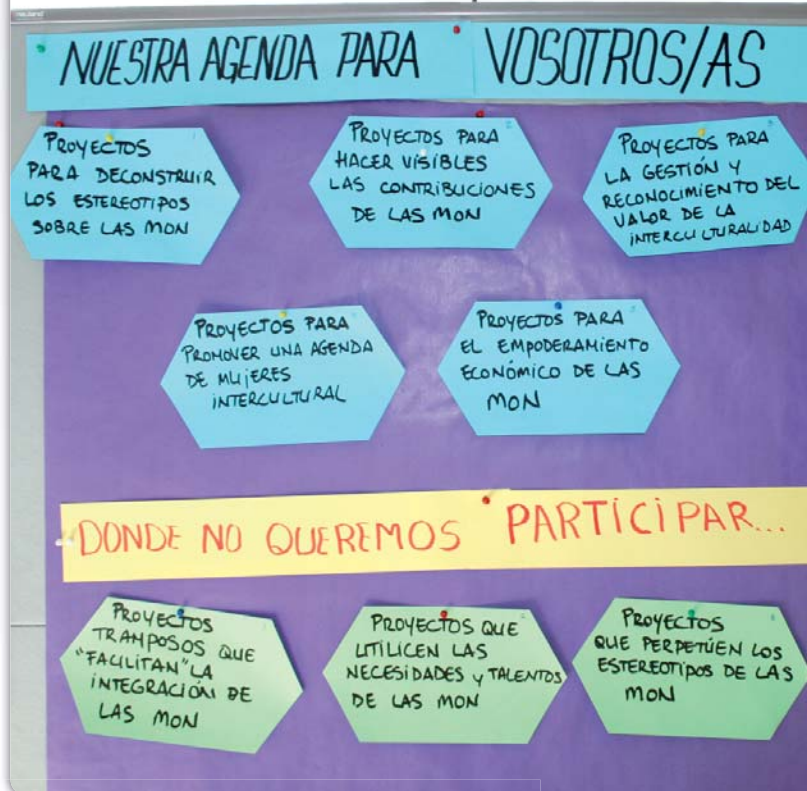 NUESTRA AGENDA PARA VOSOTROS/AS
PROYECTOS
PARA DECONSTRUIR
LOS ESTEREOTIPOS
SOBRE LAS MON
PROYECTOS PARA
HACER VISIBLES
LAS CONTRIBUCIONES
DE LAS MON
PROYECTOS PARA
LA GESTIÓN Y
RECONOCIMIENTO DEL
VALOR DE LA
INTERCULTURALIDAD
PROYECTOS PARA
PROMOVER UNA AGENDA
DE MUJERES
INTERCULTURAL
PROYECTOS PARA
EL EMPODERAMIENTO
ECONÓMICO DE LAS
MON
DONDE NO QUEREMOS PARTICIPAR...
PROYECTOS
TRAMPOSOS QUE
"FACILITAN" LA
INTEGRACIÓN DE
LAS MON
PROYECTOS QUE
UTILICEN LAS
NECESIDADES Y TALENTOS
DE LAS MON
PROYECTOS
QUE PERPETÚEN LOS
ESTEREOTIPOS DE LAS
MON